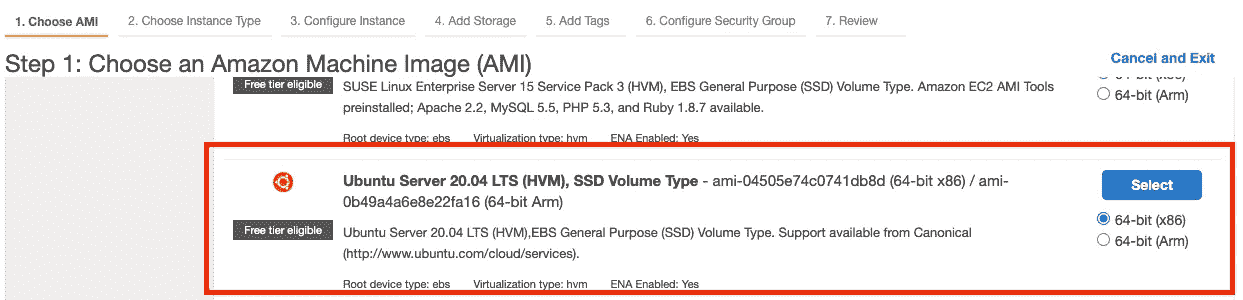 1. Choose AMI 2. Choose Instance Type 3. Configure Instance 4. Add Storage 5. Add Tags 6. Configure Security Group 7. Review
Step 1: Choose an Amazon Machine Image (AMI)
Cancel and Exit
Free tier eligible
SUSE Linux Enterprise Server 15 Service Pack 3 (HVM), EBS General Purpose (SSD) Volume Type. Amazon EC2 AMI Tools
preinstalled; Apache 2.2, MySQL 5.5, PHP 5.3, and Ruby 1.8.7 available.
64-bit (x86)
64-bit (Arm)
Root device type: ebs Virtualization type: hvm ENA Enabled: Yes
Ubuntu Server 20.04 LTS (HVM), SSD Volume Type - ami-04505e74c0741db8d (64-bit x86) / ami-
0b49a4a6e8e22fa16 (64-bit Arm)
Select
Free tier eligible
Ubuntu Server 20.04 LTS (HVM),EBS General Purpose (SSD) Volume Type. Support available from Canonical
(http://www.ubuntu.com/cloud/services).
64-bit (x86)
64-bit (Arm)
Root device type: ebs Virtualization type: hvm ENA Enabled: Yes